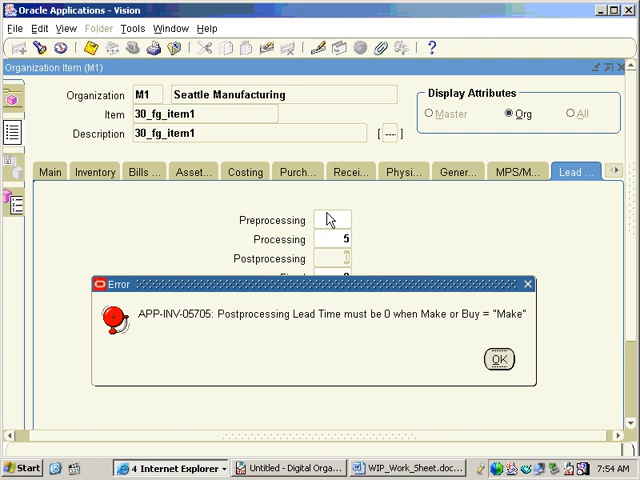 Oracle Applications - Vision
File Edit View Folder Tools Window Help
Organization Item (M1)
Organization M1 Seattle Manufacturing
Item 30_fg_item1
Description 30_fg_item1
Display Attributes
Master Org All
Main Inventory Bills ... Asset... Costing Purch... Recei... Physi... Gener... MPS/M... Lead ...
Preprocessing
Processing 5
Postprocessing
Error
APP-INV-05705: Postprocessing Lead Time must be 0 when Make or Buy = "Make"
OK
Start 4 Internet Explorer Untitled - Digital Orga... WIP_Work_Sheet.doc... 7:54 AM